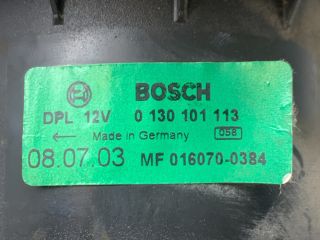 BOSCH
DPL 12V 0 130 101 113
← Made in Germany 058
08.07.03 MF 016070-0384